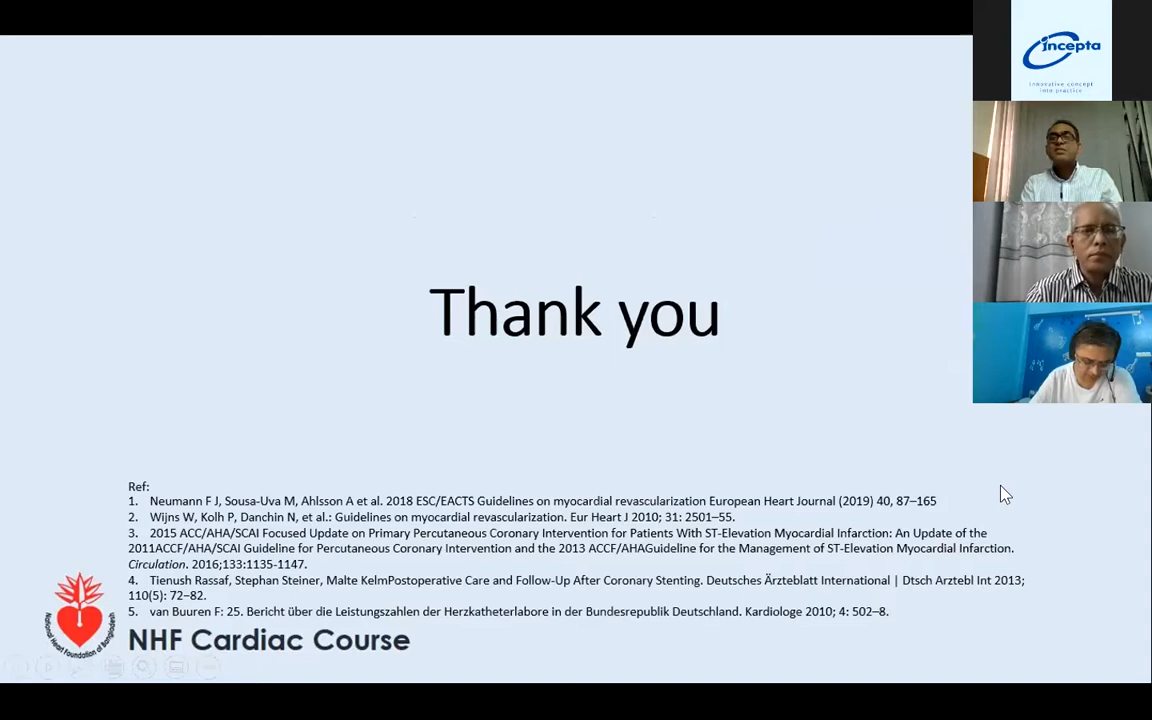 incepta
innovative concept
into practice
Thank you
Ref:
1. Neumann F J, Sousa-Uva M, Ahlsson A et al. 2018 ESC/EACTS Guidelines on myocardial revascularization European Heart Journal (2019) 40, 87–165
2. Wijns W, Kolh P, Danchin N, et al.: Guidelines on myocardial revascularization. Eur Heart J 2010; 31: 2501–55.
3. 2015 ACC/AHA/SCAI Focused Update on Primary Percutaneous Coronary Intervention for Patients With ST-Elevation Myocardial Infarction: An Update of the
2011ACCF/AHA/SCAI Guideline for Percutaneous Coronary Intervention and the 2013 ACCF/AHAGuideline for the Management of ST-Elevation Myocardial Infarction.
Circulation. 2016;133:1135-1147.
4. Tienush Rassaf, Stephan Steiner, Malte KelmPostoperative Care and Follow-Up After Coronary Stenting. Deutsches Ärzteblatt International | Dtsch Arztebl Int 2013;
110(5): 72–82.
5. van Buuren F: 25. Bericht über die Leistungszahlen der Herzkatheterlabore in der Bundesrepublik Deutschland. Kardiologe 2010; 4: 502–8.
National Heart Foundation of Bangladesh
NHF Cardiac Course